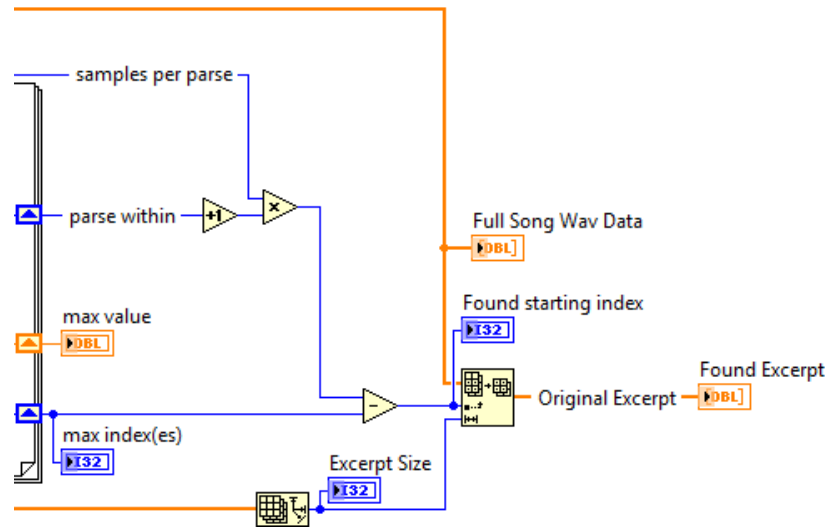 samples per parse
parse within
+1
x
Full Song Wav Data
DBL]
Found starting index
I32
max value
DBL
Found Excerpt
Original Excerpt
DBL]
-
max index(es)
I32
Excerpt Size
I32